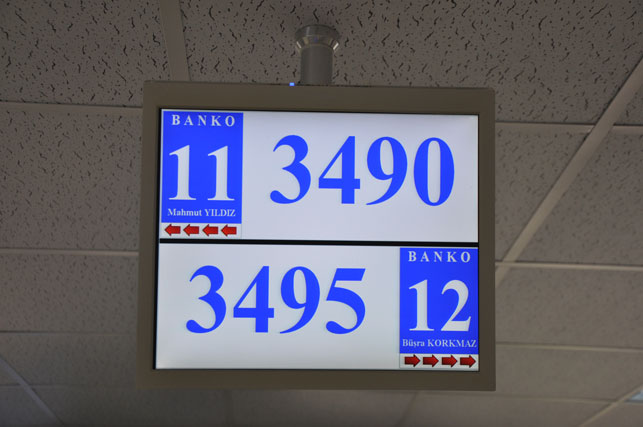 BANKO
11
Mahmut YILDIZ
3490
3495
BANKO
12
Büşra KORKMAZ